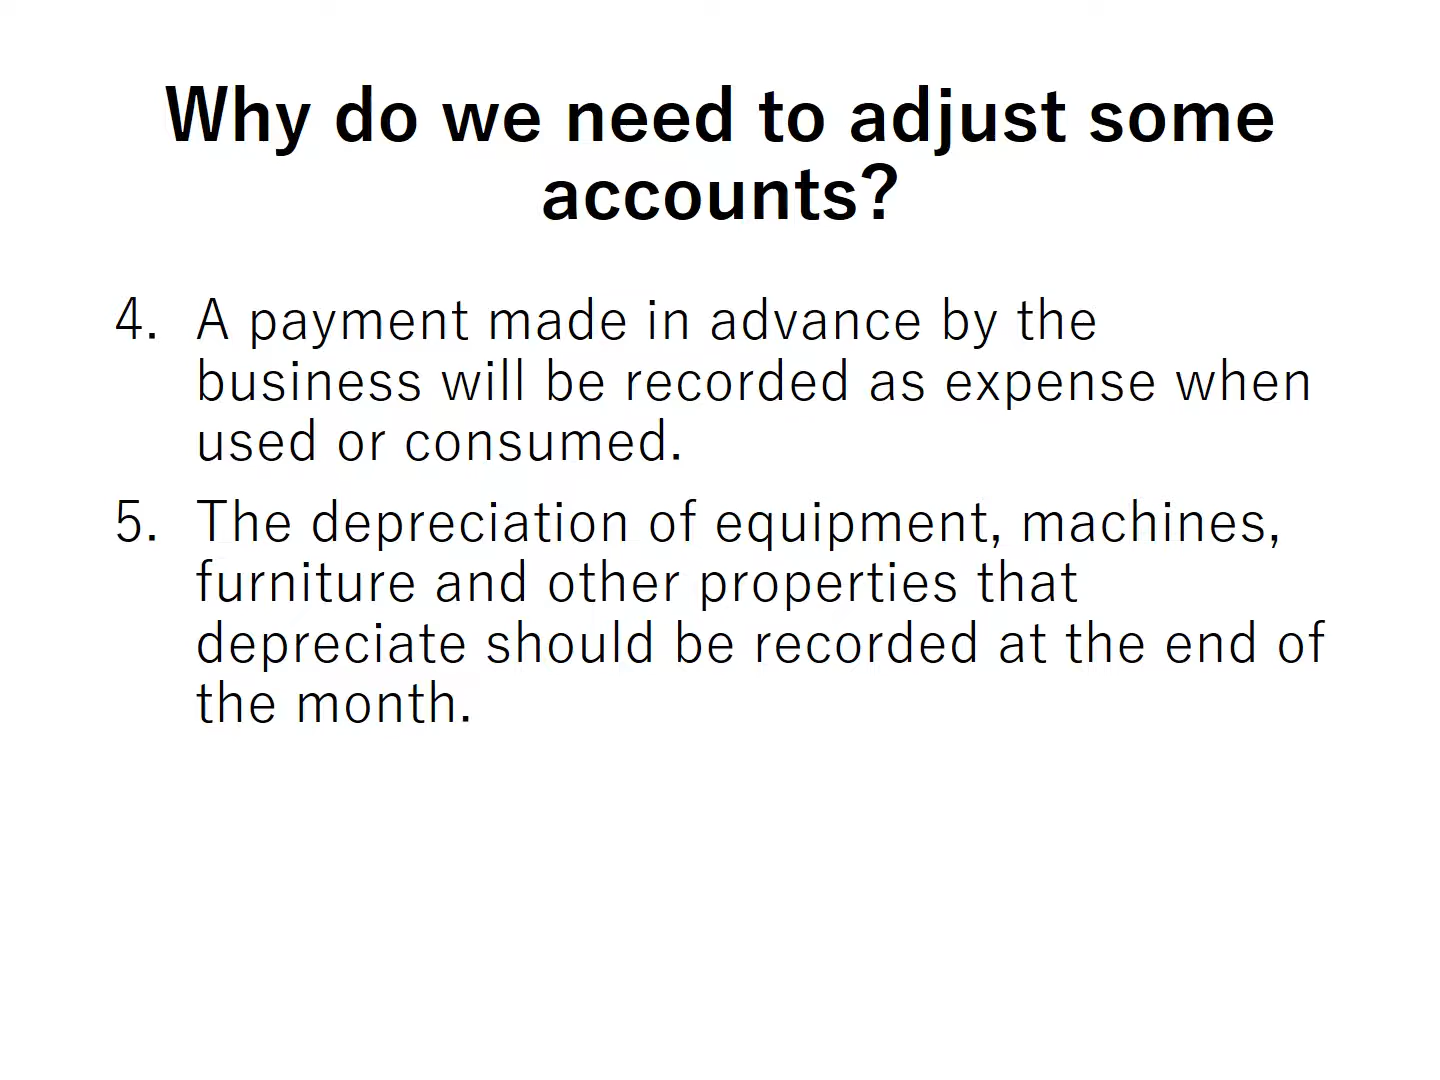 Why do we need to adjust some
accounts?
4. A payment made in advance by the
business will be recorded as expense when
used or consumed.
5. The depreciation of equipment, machines,
furniture and other properties that
depreciate should be recorded at the end of
the month.